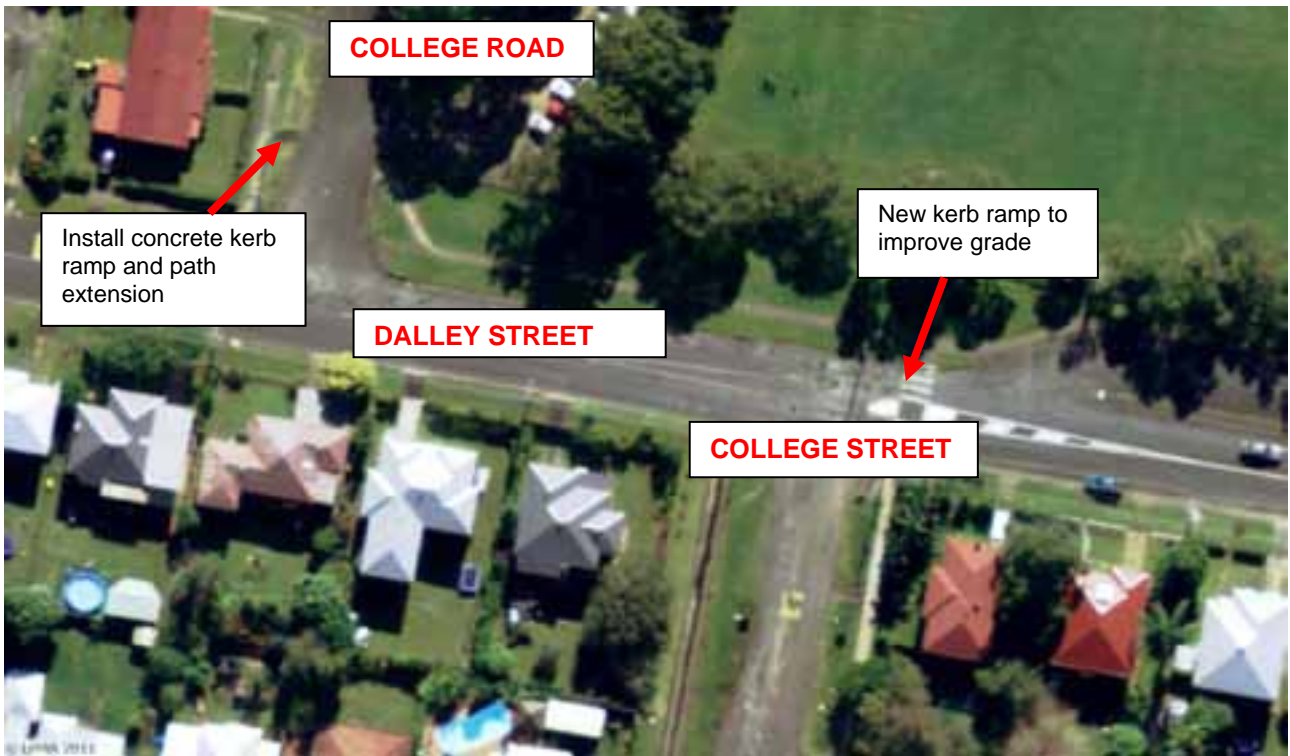 COLLEGE ROAD
New kerb ramp to
improve grade
Install concrete kerb
ramp and path
extension
DALLEY STREET
COLLEGE STREET